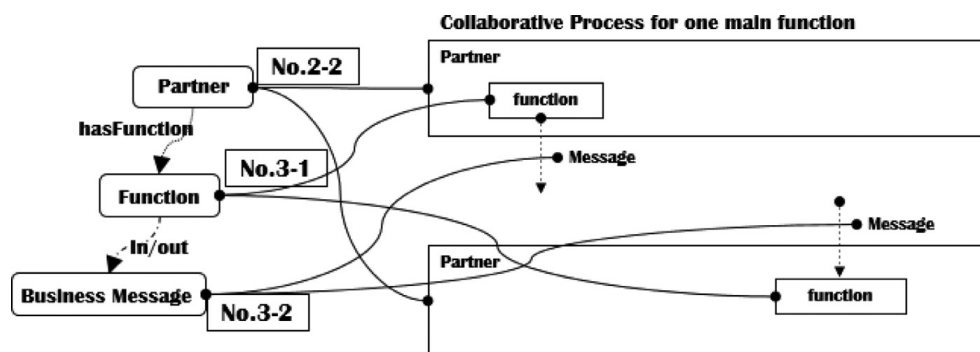 Collaborative Process for one main function
No.2-2
Partner
Partner
function
hasFunction
No.3-1
Message
Function
Message
In/out
Partner
Business Message
function
No.3-2